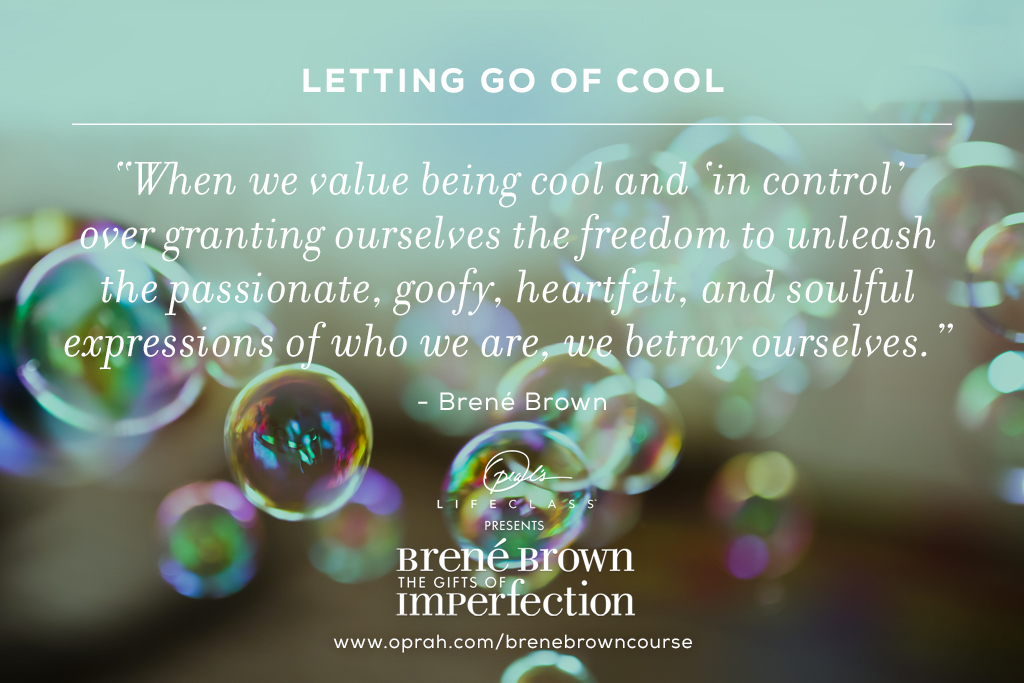 LETTING GO OF COOL
“When we value being cool and ‘in control’
over granting ourselves the freedom to unleash
the passionate, goofy, heartfelt, and soulful
expressions of who we are, we betray ourselves.”
- Brené Brown
Oprah's
LIFECLASS
PRESENTS
Brené Brown
THE GIFTS OF
Imperfection
www.oprah.com/brenebrowncourse